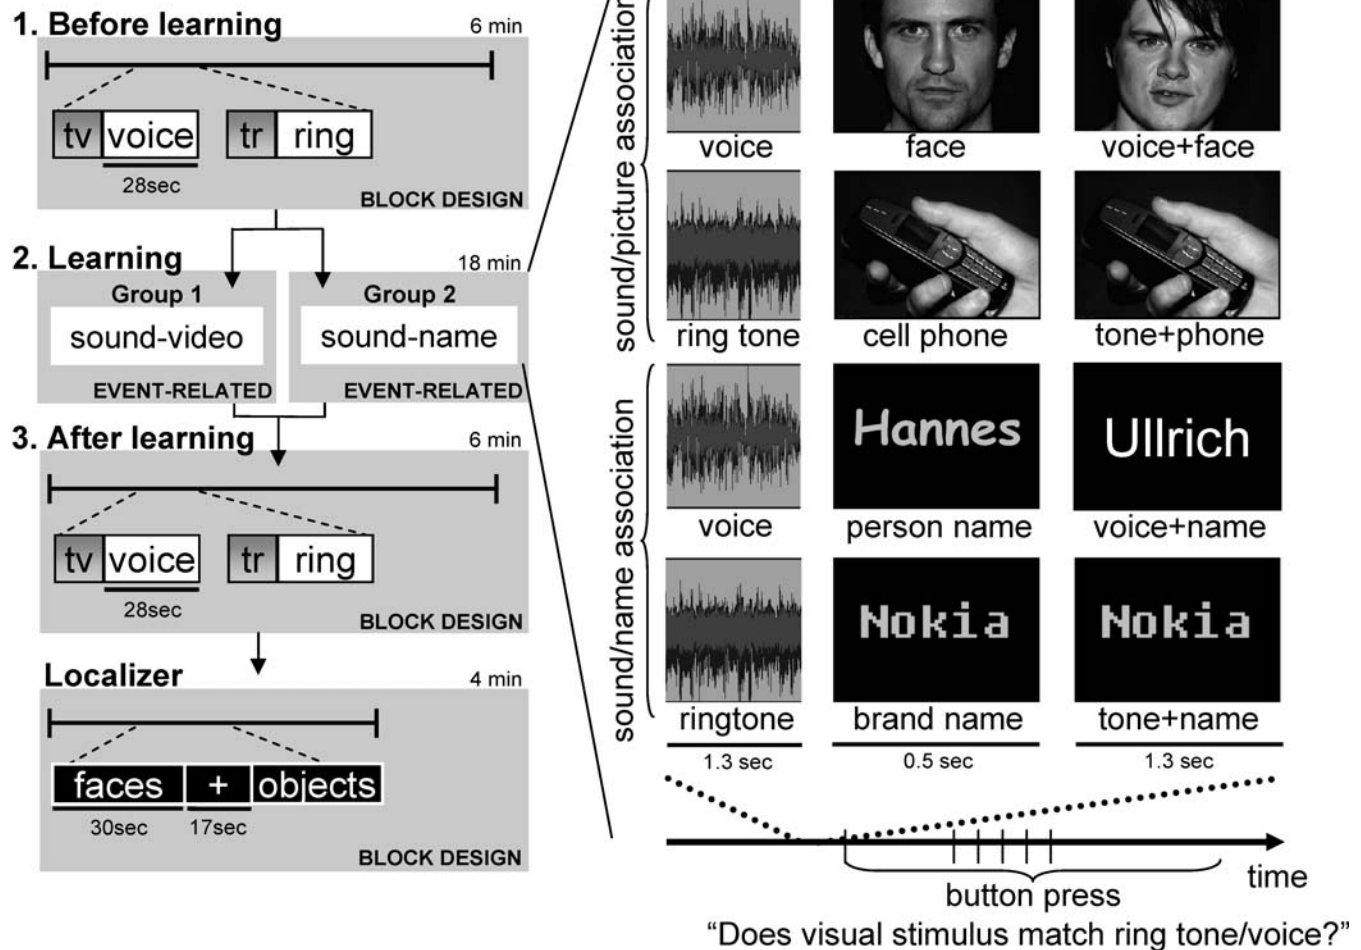 1. Before learning
6 min
tv voice
tr ring
28sec
BLOCK DESIGN
2. Learning
18 min
Group 1
sound-video
EVENT-RELATED
Group 2
sound-name
EVENT-RELATED
3. After learning
6 min
tv voice
tr ring
28sec
BLOCK DESIGN
Localizer
4 min
faces + objects
30sec 17sec
BLOCK DESIGN
sound/picture association
voice
face
voice+face
ring tone
cell phone
tone+phone
sound/name association
Hannes
Ullrich
voice
person name
voice+name
Nokia
Nokia
ringtone
brand name
tone+name
1.3 sec
0.5 sec
1.3 sec
time
button press
“Does visual stimulus match ring tone/voice?”